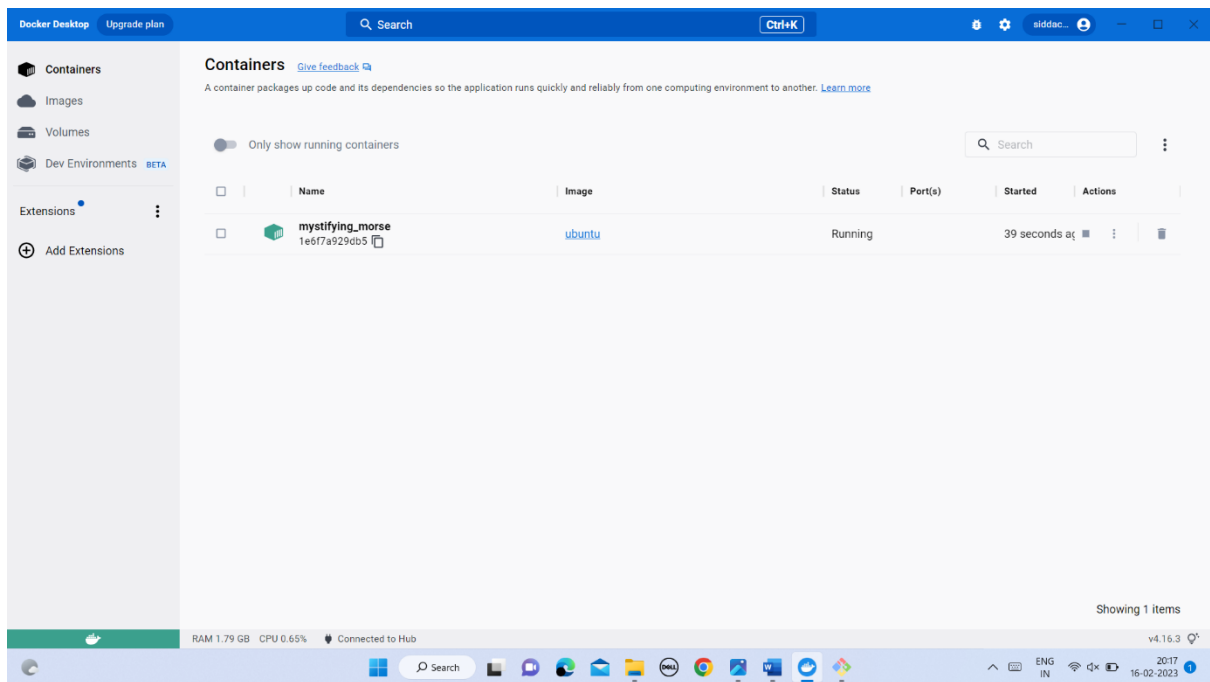 Docker Desktop Upgrade plan Search Ctrl+K siddac...
Containers
Images
Volumes
Dev Environments BETA
Extensions
Add Extensions
Containers Give feedback
A container packages up code and its dependencies so the application runs quickly and reliably from one computing environment to another. Learn more
Only show running containers Search
Name Image Status Port(s) Started Actions
mystifying_morse ubuntu Running 39 seconds
1e6f7a929db5
Showing 1 items
RAM 1.79 GB CPU 0.65% Connected to Hub v4.16.3
Search DELL ENG 20:17
IN 16-02-2023 1